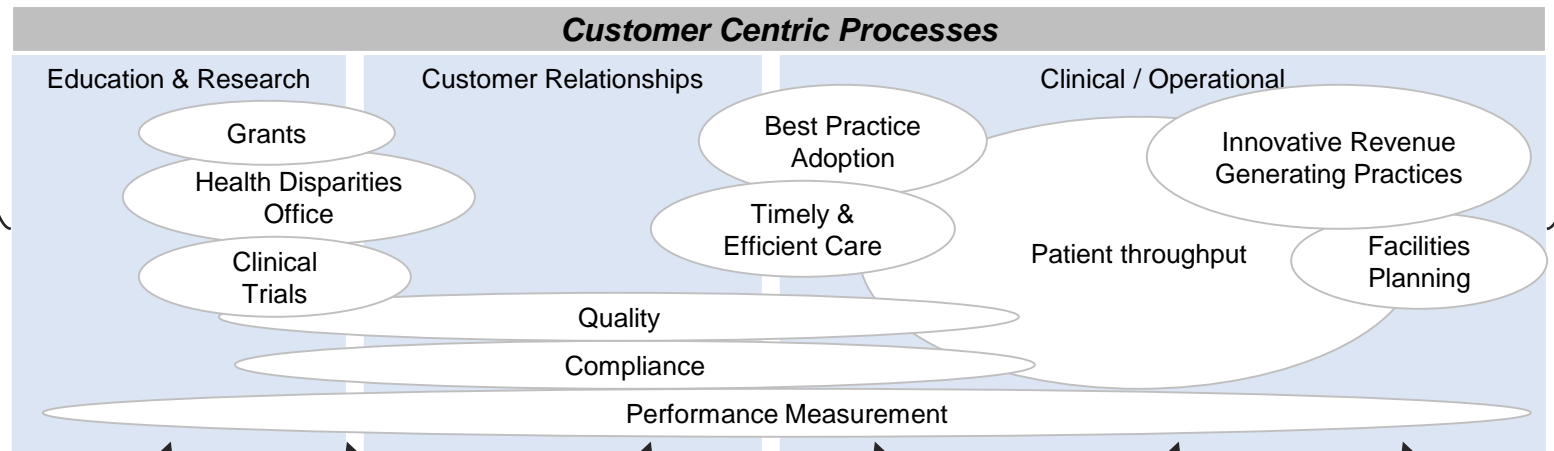 Customer Centric Processes
Education & Research
Customer Relationships
Clinical / Operational
Grants
Health Disparities
Office
Clinical
Trials
Best Practice
Adoption
Timely &
Efficient Care
Innovative Revenue
Generating Practices
Patient throughput
Facilities
Planning
Quality
Compliance
Performance Measurement